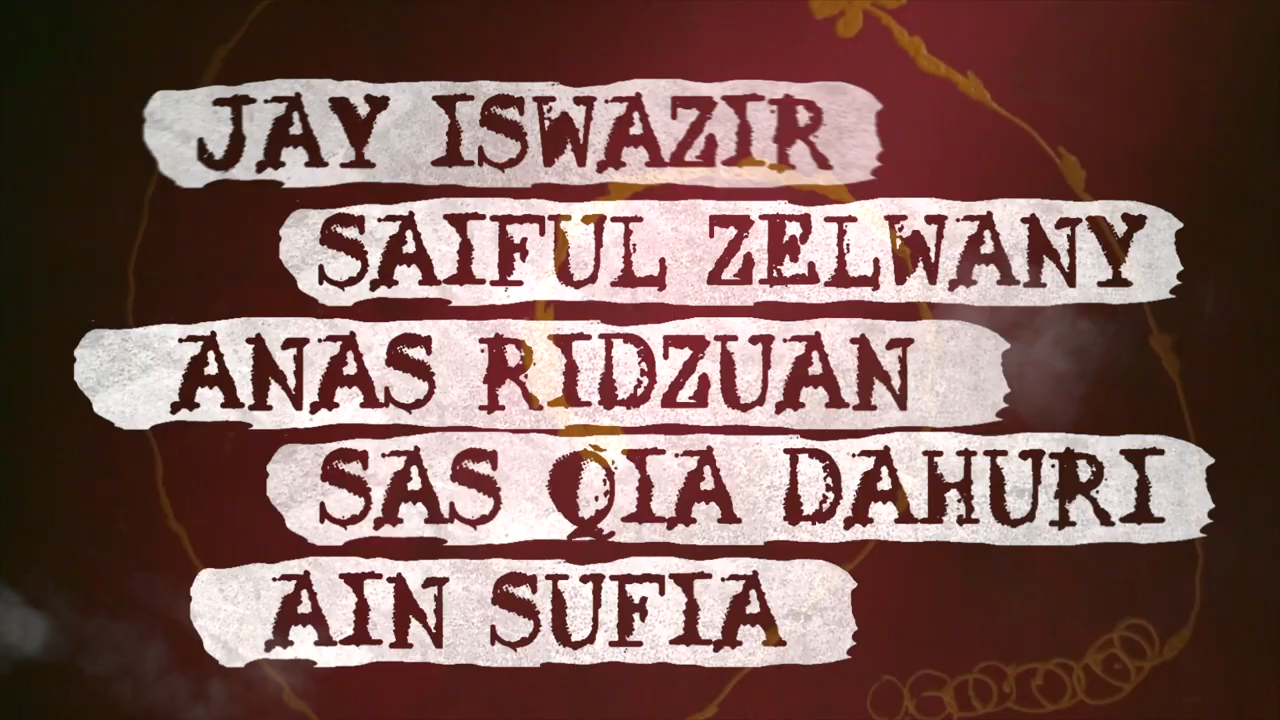 JAY ISWAZIR
SAIFUL ZELWANY
ANAS RIDZUAN
SAS QIA DAHURI
AIN SUFIA